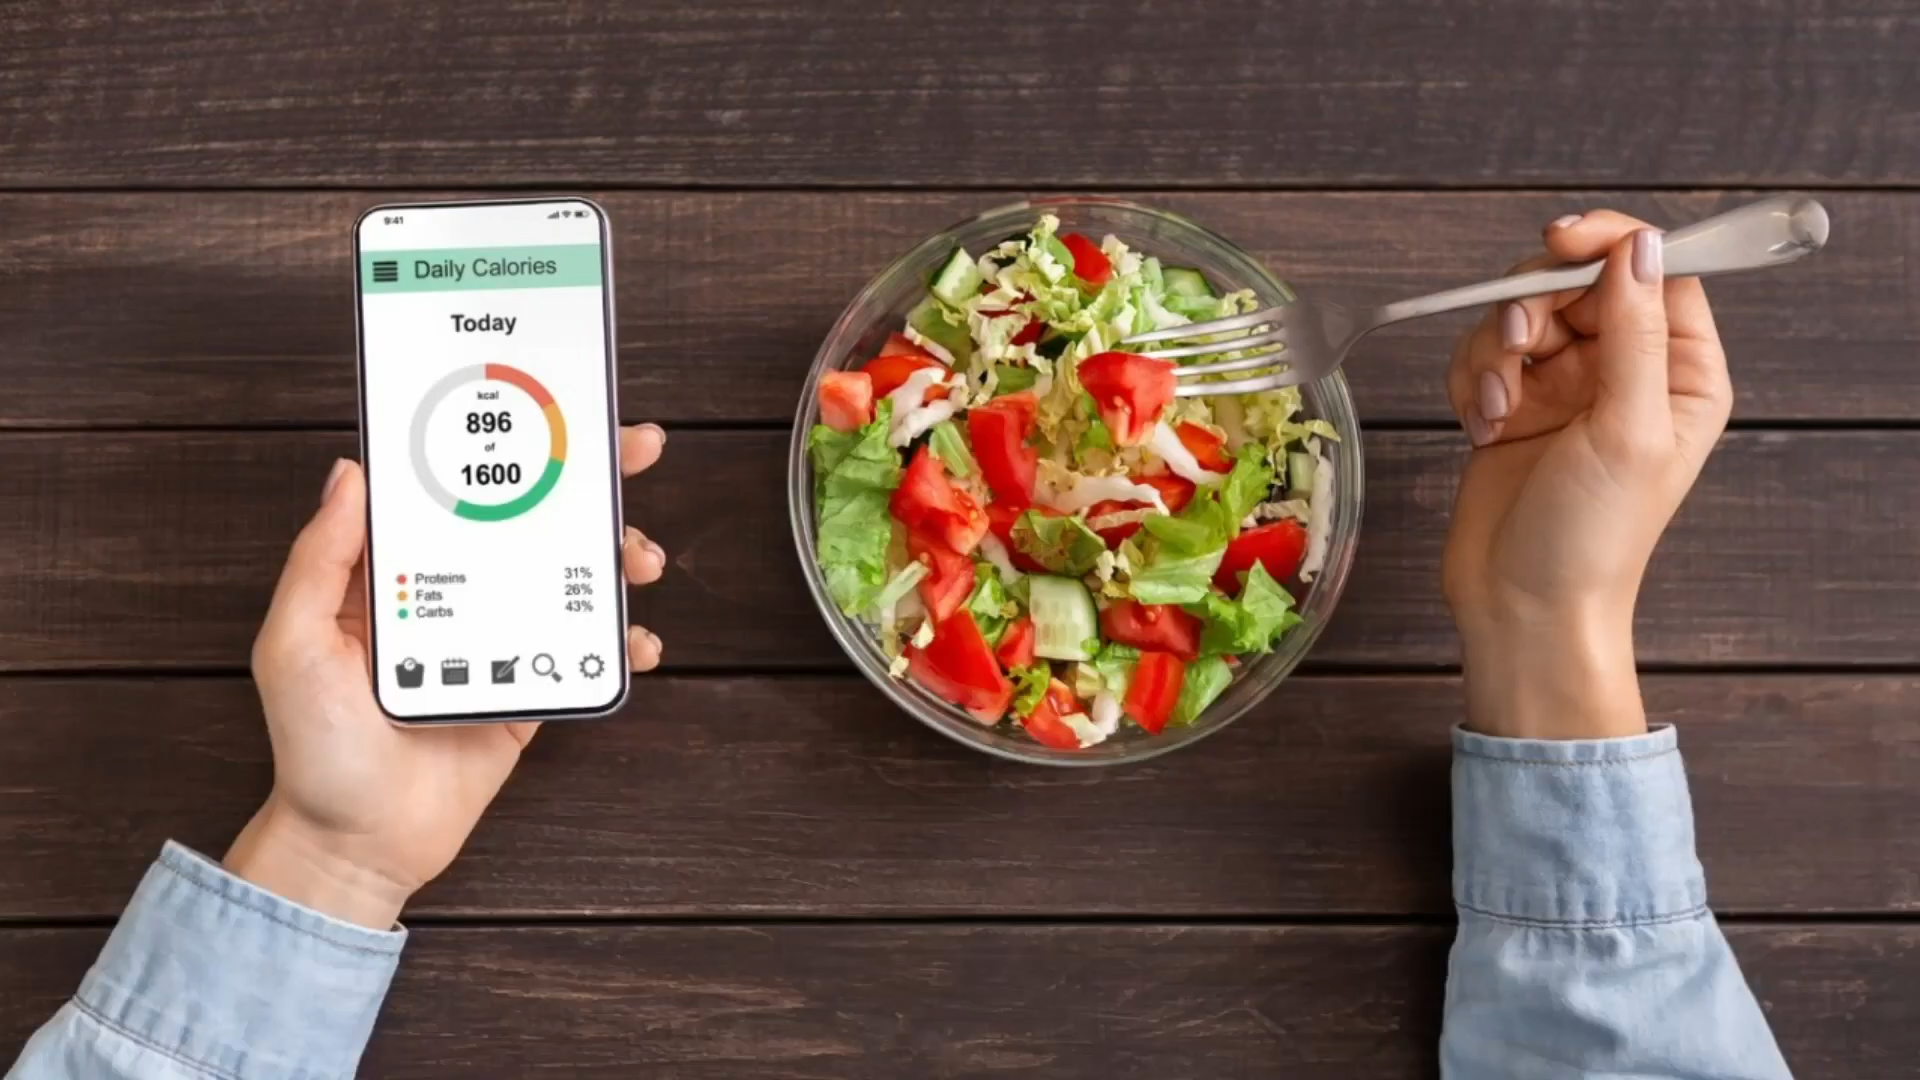 9:41
Daily Calories
Today
kcal
896
of
1600
Proteins 31%
Fats 26%
Carbs 43%